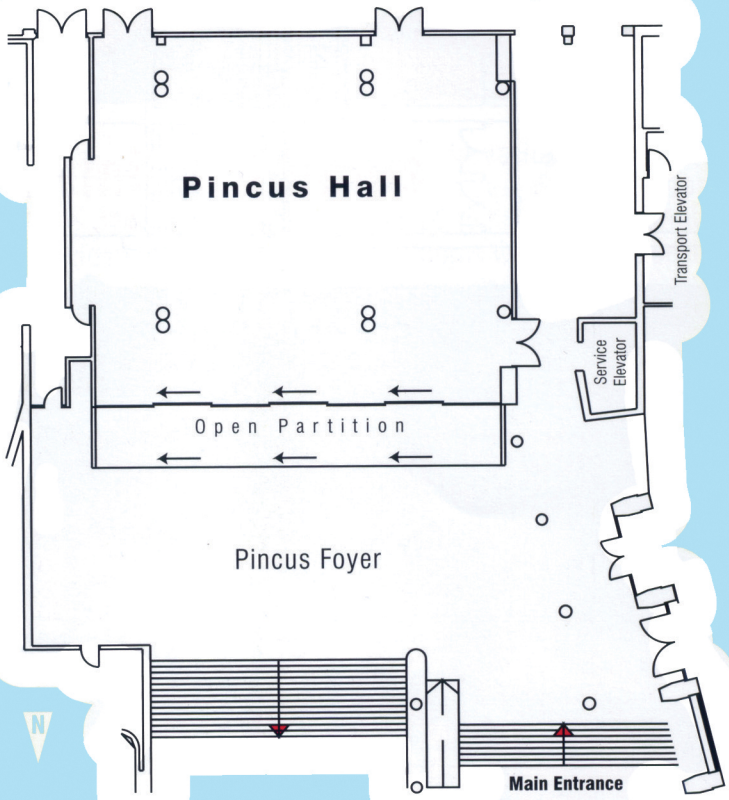 Pincus Hall
Transport Elevator
Service
Elevator
Open Partition
Pincus Foyer
N
Main Entrance